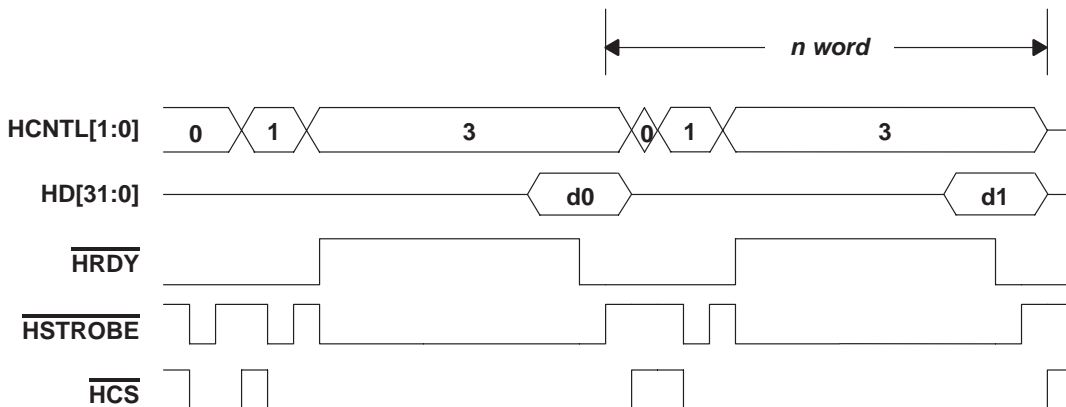 n word
HCNTL[1:0] 0 1 3 0 1 3
HD[31:0] d0 d1
HRDY
HSTROBE
HCS